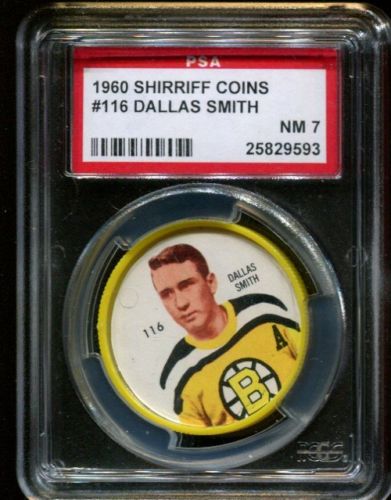 PSA
1960 SHIRRIFF COINS
#116 DALLAS SMITH
NM 7
25829593
DALLAS
SMITH
116
A
B